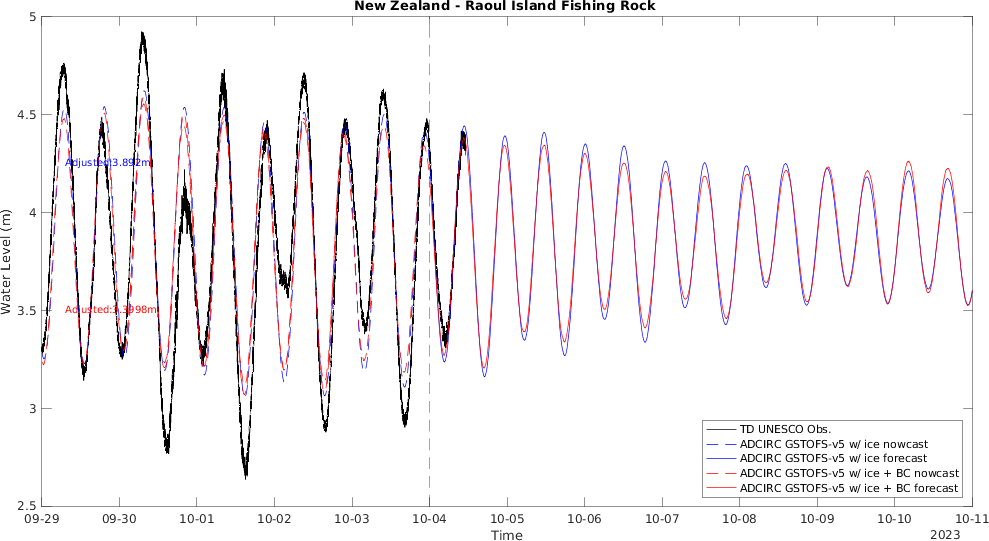 New Zealand - Raoul Island Fishing Rock
5
4.5
4
3.5
3
2.5
Water Level (m)
Adjusted:3.892m
Adjusted:3.3998m
TD UNESCO Obs.
ADCIRC GSTOFS-v5 w/ ice nowcast
ADCIRC GSTOFS-v5 w/ ice forecast
ADCIRC GSTOFS-v5 w/ ice + BC nowcast
ADCIRC GSTOFS-v5 w/ ice + BC forecast
09-29 09-30 10-01 10-02 10-03 10-04 10-05 10-06 10-07 10-08 10-09 10-10 10-11
Time
2023